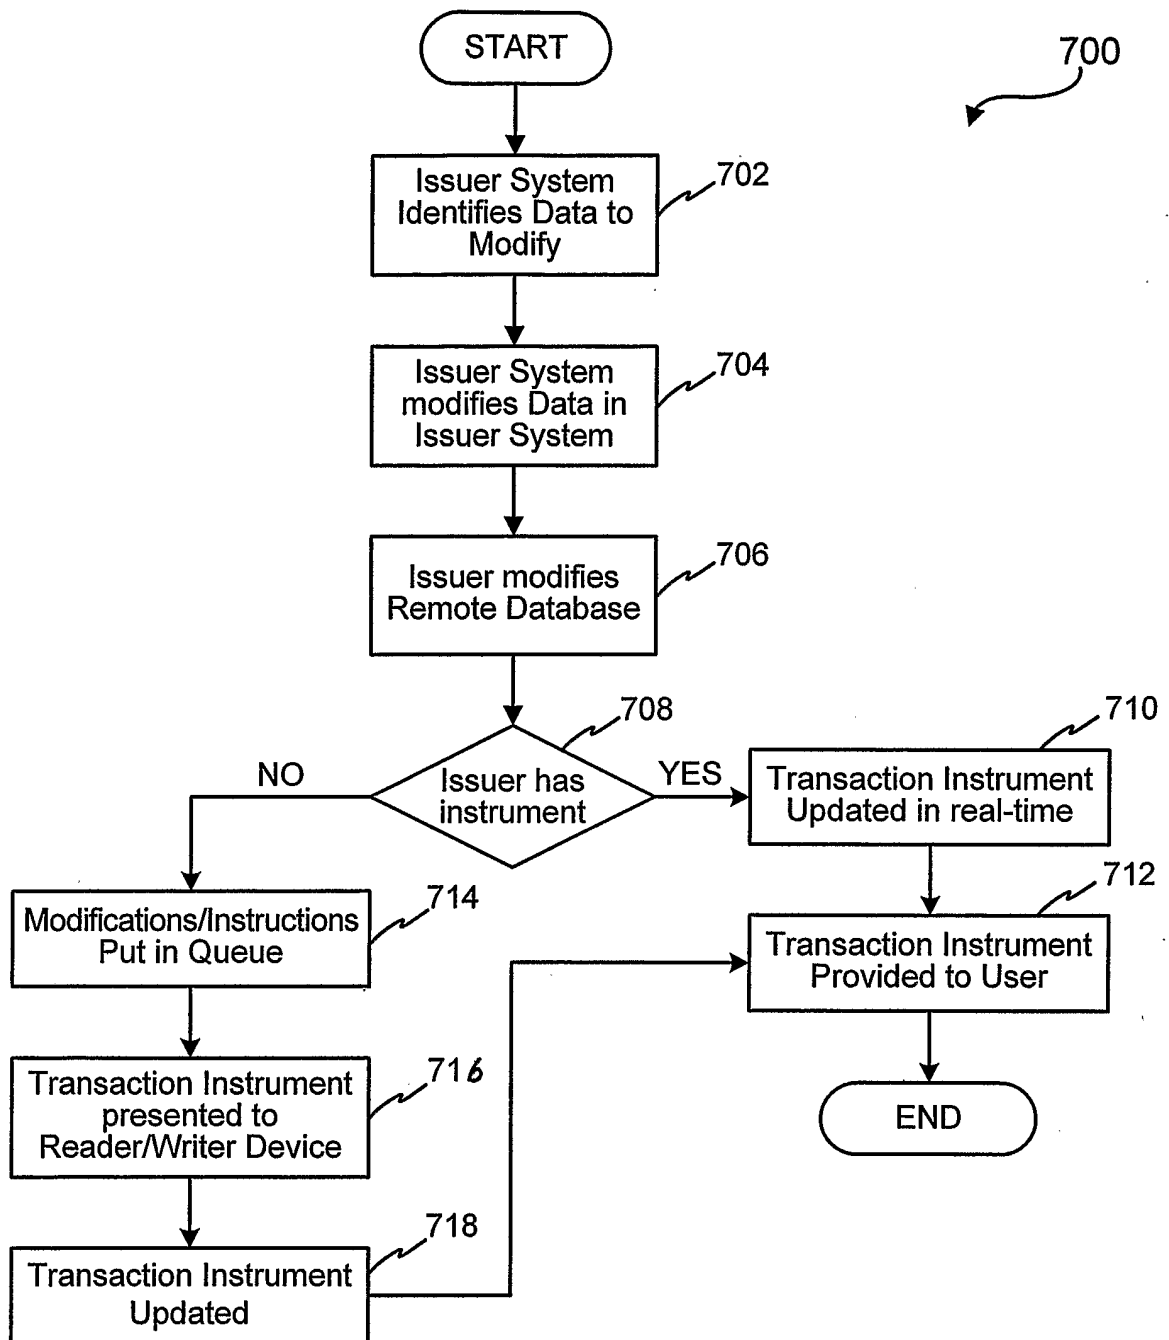 START
700
Issuer System
Identifies Data to
Modify
702
Issuer System
modifies Data in
Issuer System
704
Issuer modifies
Remote Database
706
708
Issuer has
instrument
NO
YES
710
Transaction Instrument
Updated in real-time
712
Transaction Instrument
Provided to User
END
714
Modifications/Instructions
Put in Queue
716
Transaction Instrument
presented to
Reader/Writer Device
718
Transaction Instrument
Updated